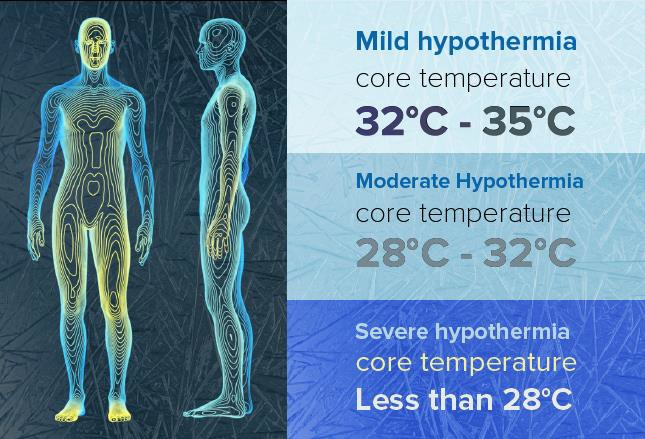 Mild hypothermia
core temperature
32°C - 35°C
Moderate Hypothermia
core temperature
28°C - 32°C
Severe hypothermia
core temperature
Less than 28°C